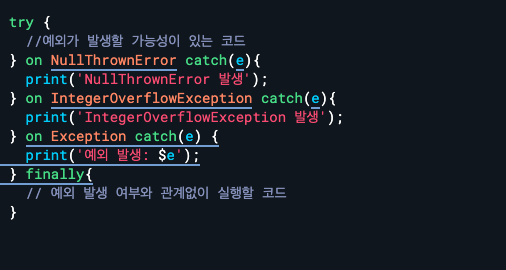 try {
  //예외가 발생할 가능성이 있는 코드
} on NullThrownError catch(e){
  print('NullThrownError 발생');
} on IntegerOverflowException catch(e){
  print('IntegerOverflowException 발생');
} on Exception catch(e) {
  print('예외 발생: $e');
} finally{
  // 예외 발생 여부와 관계없이 실행할 코드
}